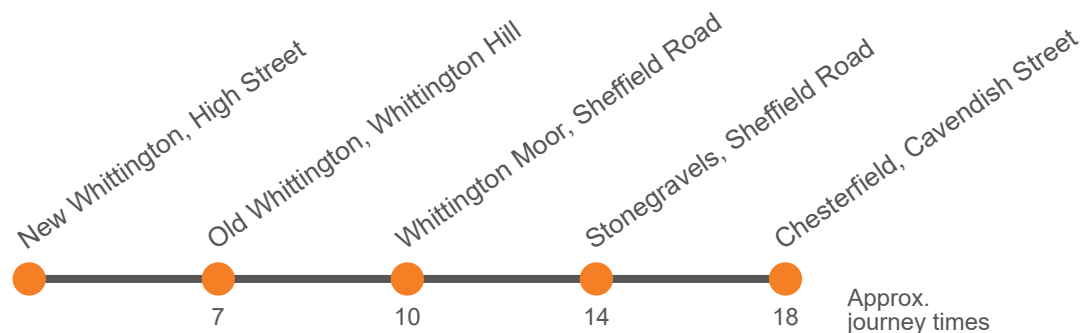 New Whittington, High Street
Old Whittington, Whittington Hill
Whittington Moor, Sheffield Road
Stonegravels, Sheffield Road
Chesterfield, Cavendish Street
7
10
14
18
Approx.
journey times